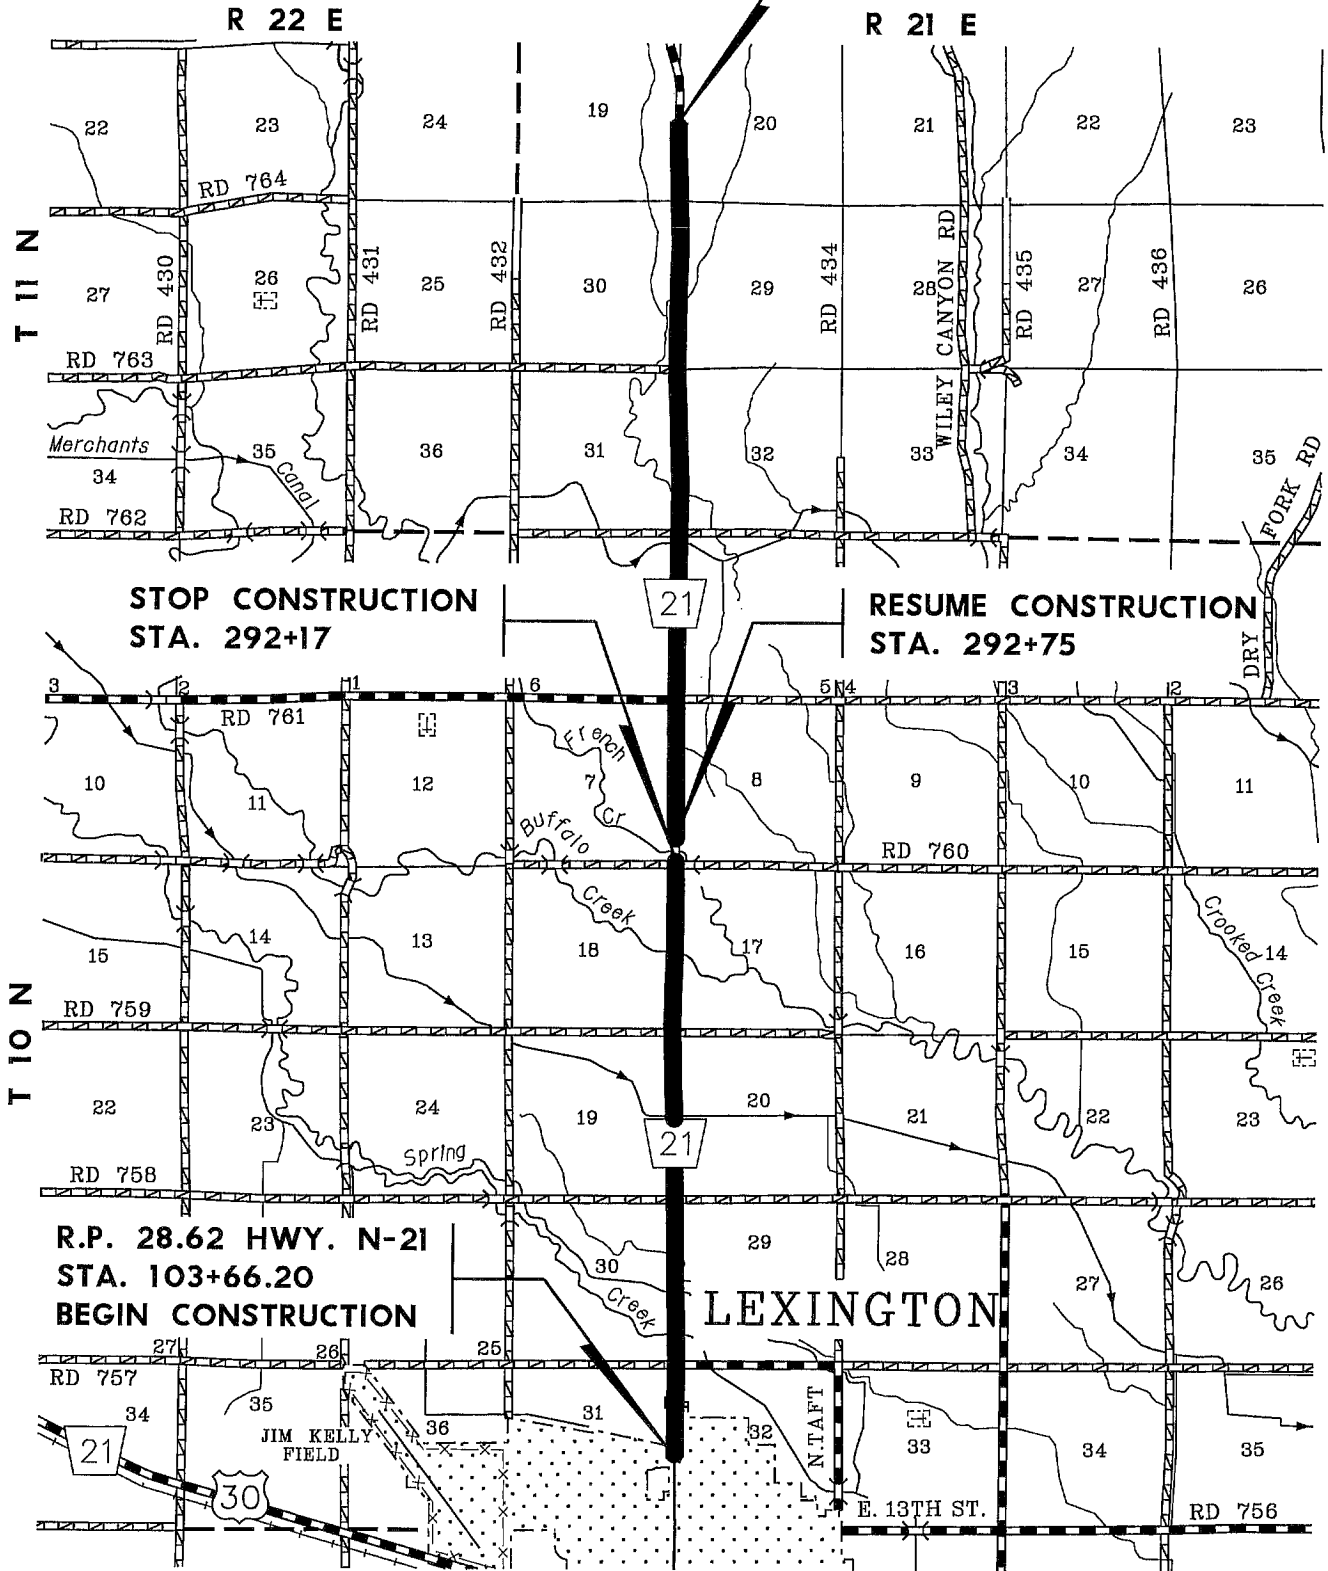 R 22 E
R 21 E
22
23
24
19
20
21
22
23
RD 764
T 11 N
27
RD 430
26
RD 431
25
RD 432
30
29
RD 434
28
WILEY CANYON RD
RD 435
27
RD 436
26
RD 763
Merchants
34
35
Canal
36
31
32
33
34
35
RD 762
DRY FORK RD
21
STOP CONSTRUCTION
STA. 292+17
RESUME CONSTRUCTION
STA. 292+75
3
2
1
6
5
4
3
2
RD 761
10
11
12
French Cr
7
8
9
10
11
Buffalo Creek
RD 760
15
14
13
18
17
16
15
Crooked Creek
14
T 10 N
RD 759
22
23
24
19
20
21
22
23
21
Spring Creek
RD 758
R.P. 28.62 HWY. N-21
STA. 103+66.20
BEGIN CONSTRUCTION
30
29
28
27
26
LEXINGTON
27
26
25
RD 757
34
35
36
31
32
33
34
35
JIM KELLY
FIELD
N.TAFT
21
30
E. 13TH ST.
RD 756